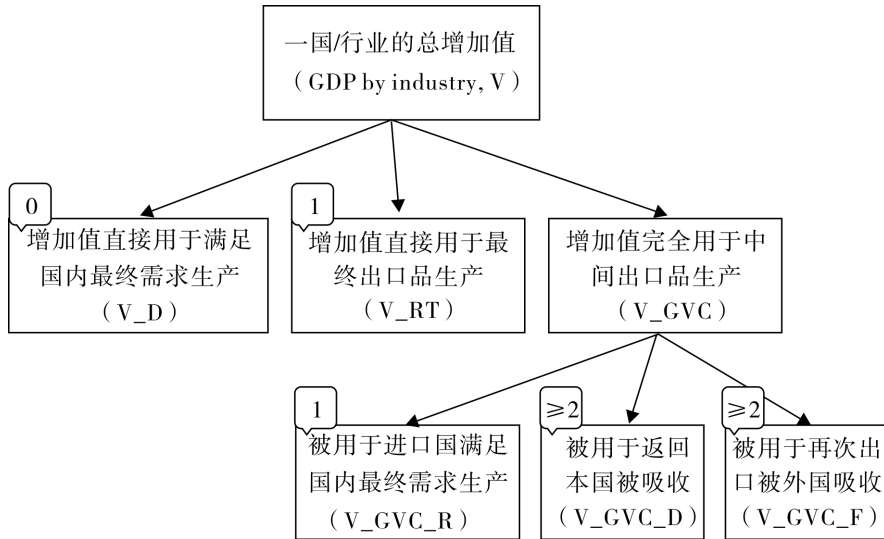 一国/行业的总增加值
（GDP by industry, V）
0
增加值直接用于满足
国内最终需求生产
（V_D）
1
增加值直接用于最
终出口品生产
（V_RT）
增加值完全用于中
间出口品生产
（V_GVC）
1
被用于进口国满足
国内最终需求生产
（V_GVC_R）
≥2
被用于返回
本国被吸收
（V_GVC_D）
≥2
被用于再次出
口被外国吸收
（V_GVC_F）